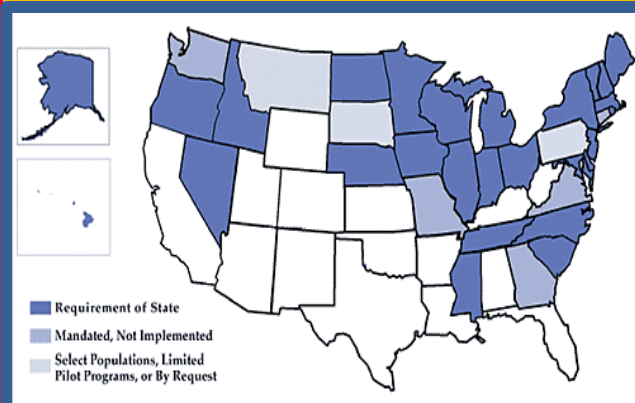 Requirement of State
Mandated, Not Implemented
Select Populations, Limited
Pilot Programs, or By Request